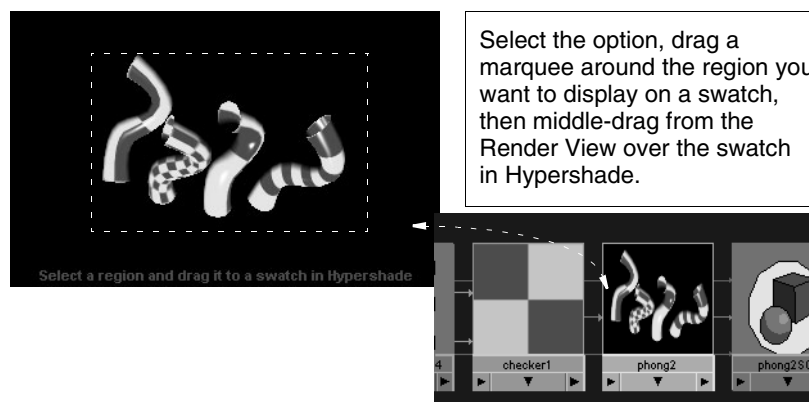 Select the option, drag a
marquee around the region you
want to display on a swatch,
then middle-drag from the
Render View over the swatch
in Hypershade.
Select a region and drag it to a swatch in Hypershade
4
checker1
phong2